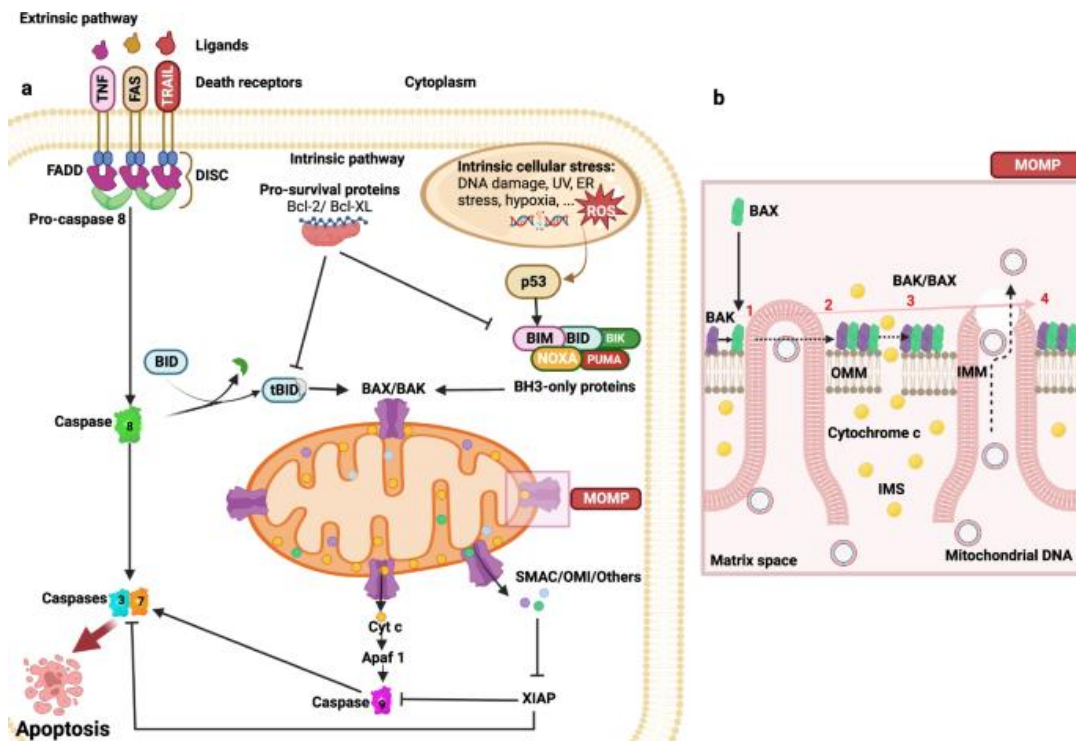 Extrinsic pathway
Ligands
a
TNF
FAS
TRAIL
Death receptors
Cytoplasm
FADD
DISC
Pro-caspase 8
Intrinsic pathway
Pro-survival proteins
Bcl-2/ Bcl-XL
Intrinsic cellular stress:
DNA damage, UV, ER
stress, hypoxia, ...
ROS
p53
BIM
BID
BIK
NOXA
PUMA
BH3-only proteins
BID
tBID
BAX/BAK
Caspase
8
MOMP
SMAC/OMI/Others
Caspases
3
7
Cyt c
Apaf 1
Caspase
9
XIAP
Apoptosis
b
MOMP
BAX
BAK/BAX
BAK
1
2
3
4
OMM
IMM
Cytochrome c
IMS
Matrix space
Mitochondrial DNA